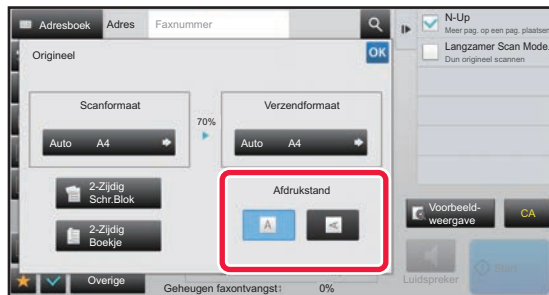 Adresboek
Adres
Faxnummer
N-Up
Meer pag. op een pag. plaatsen
Langzamer Scan Mode.
Dun origineel scannen
Origineel
OK
Scanformaat
70%
Verzendformaat
Auto A4
Auto A4
2-Zijdig
Schr.Blok
2-Zijdig
Boekje
Afdrukstand
A
A
Voorbeeld-
weergave
CA
Luidspreker
Start
Overige
Geheugen faxontvangst:
0%